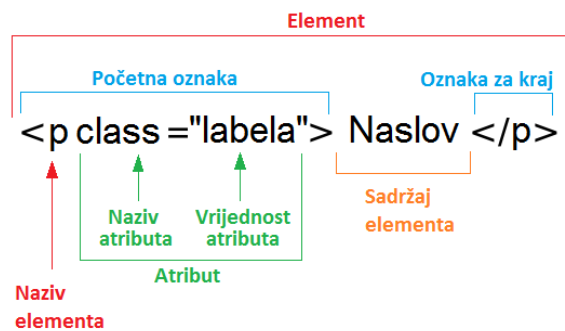 Element
Početna oznaka
Oznaka za kraj
<p class ="labela"> Naslov </p>
Naziv
atributa
Vrijednost
atributa
Sadržaj
elementa
Atribut
Naziv
elementa